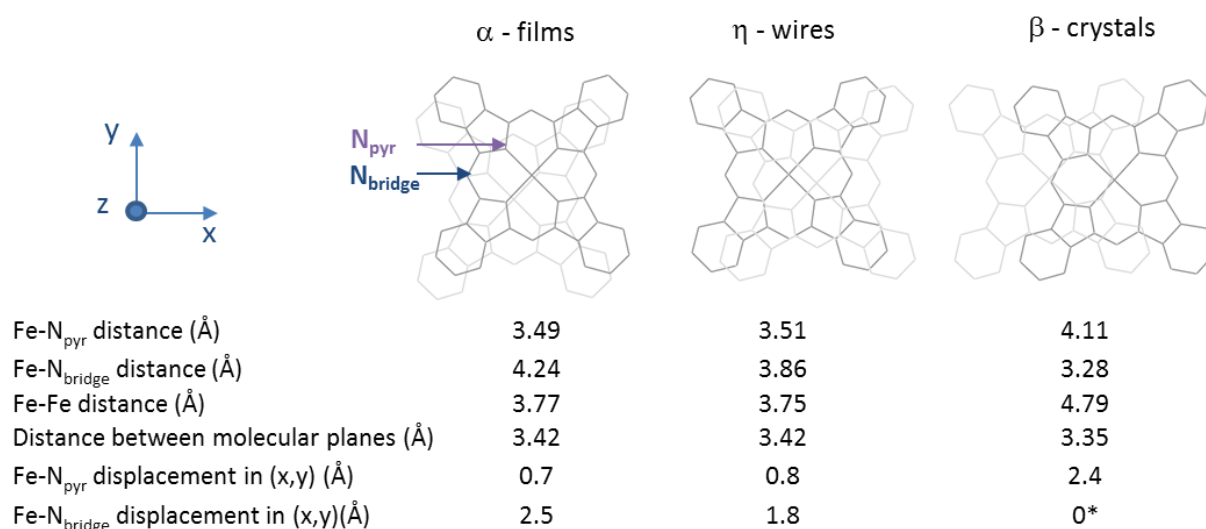 α - films η - wires β - crystals
y
z
x
N_pyr
N_bridge
Fe-N_pyr distance (Å) 3.49 3.51 4.11
Fe-N_bridge distance (Å) 4.24 3.86 3.28
Fe-Fe distance (Å) 3.77 3.75 4.79
Distance between molecular planes (Å) 3.42 3.42 3.35
Fe-N_pyr displacement in (x,y) (Å) 0.7 0.8 2.4
Fe-N_bridge displacement in (x,y)(Å) 2.5 1.8 0*